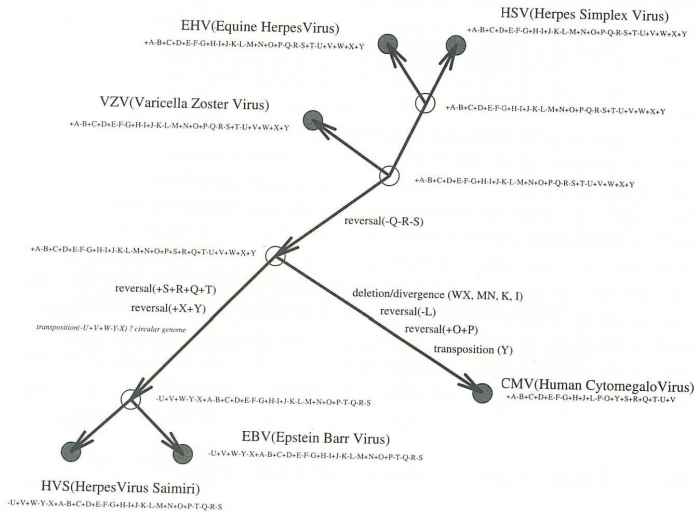 EHV(Equine HerpesVirus)
+A-B+C+D+E-F-G+H-I+J-K-L-M+N+O+P-Q-R-S+T-U+V+W+X+Y
HSV(Herpes Simplex Virus)
+A-B+C+D+E-F-G+H-I+J-K-L-M+N+O+P-Q-R-S+T-U+V+W+X+Y
VZV(Varicella Zoster Virus)
+A-B+C+D+E-F-G+H-I+J-K-L-M+N+O+P-Q-R-S+T-U+V+W+X+Y
+A-B+C+D+E-F-G+H-I+J-K-L-M+N+O+P-Q-R-S+T-U+V+W+X+Y
+A-B+C+D+E-F-G+H-I+J-K-L-M+N+O+P-Q-R-S+T-U+V+W+X+Y
reversal(-Q-R-S)
+A-B+C+D+E-F-G+H-I+J-K-L-M+N+O+P+S+R+Q+T-U+V+W+X+Y
reversal(+S+R+Q+T)
reversal(+X+Y)
transposition(-U+V+W-Y-X) ? circular genome
deletion/divergence (WX, MN, K, I)
reversal(-L)
reversal(+O+P)
transposition (Y)
CMV(Human CytomegaloVirus)
+A-B+C+D+E-F-G+H+J+L-P-O+Y+S+R+Q+T-U+V
-U+V+W-Y-X+A-B+C+D+E-F-G+H-I+J-K-L-M+N+O+P-T-Q-R-S
EBV(Epstein Barr Virus)
-U+V+W-Y-X+A-B+C+D+E-F-G+H-I+J-K-L-M+N+O+P-T-Q-R-S
HVS(HerpesVirus Saimiri)
-U+V+W-Y-X+A-B+C+D+E-F-G+H-I+J-K-L-M+N+O+P-T-Q-R-S